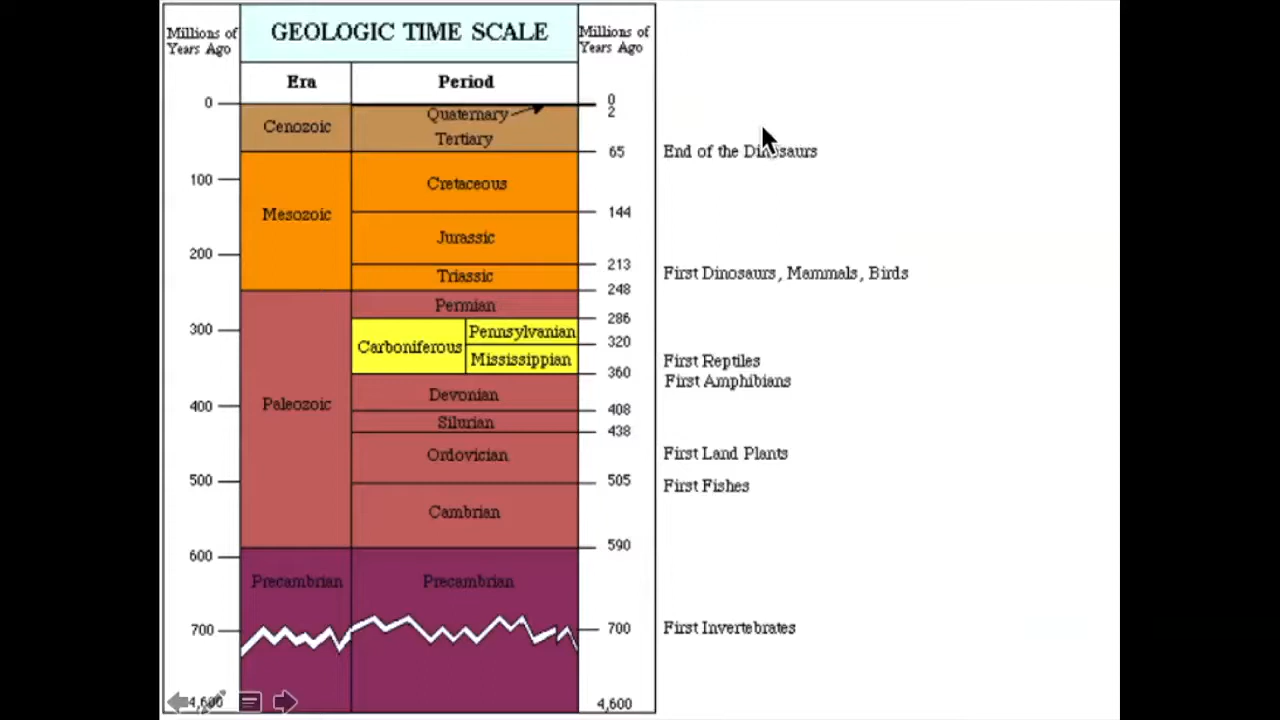 Millions of
Years Ago
GEOLOGIC TIME SCALE
Millions of
Years Ago
Era
Period
0
0
Quaternary
2
Cenozoic
Tertiary
65
End of the Dinosaurs
100
Cretaceous
Mesozoic
144
Jurassic
200
213
Triassic
First Dinosaurs, Mammals, Birds
248
Permian
286
300
Pennsylvanian
Carboniferous
320
Mississippian
First Reptiles
360
First Amphibians
Devonian
Paleozoic
400
408
Silurian
438
Ordovician
First Land Plants
500
505
First Fishes
Cambrian
590
600
Precambrian
Precambrian
700
700
First Invertebrates
4,600
4,600